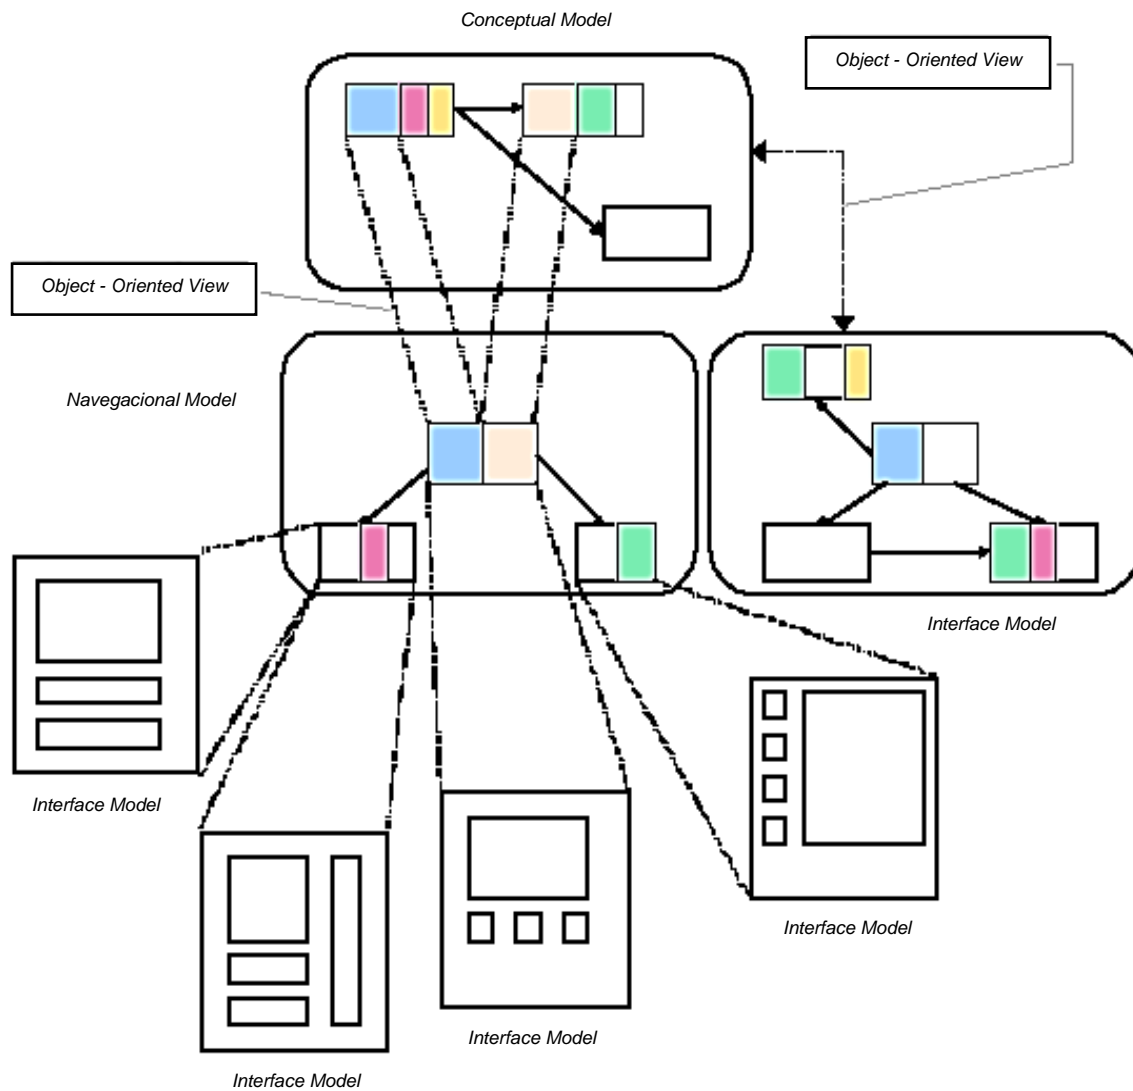 Conceptual Model
Object - Oriented View
Object - Oriented View
Navegacional Model
Interface Model
Interface Model
Interface Model
Interface Model
Interface Model